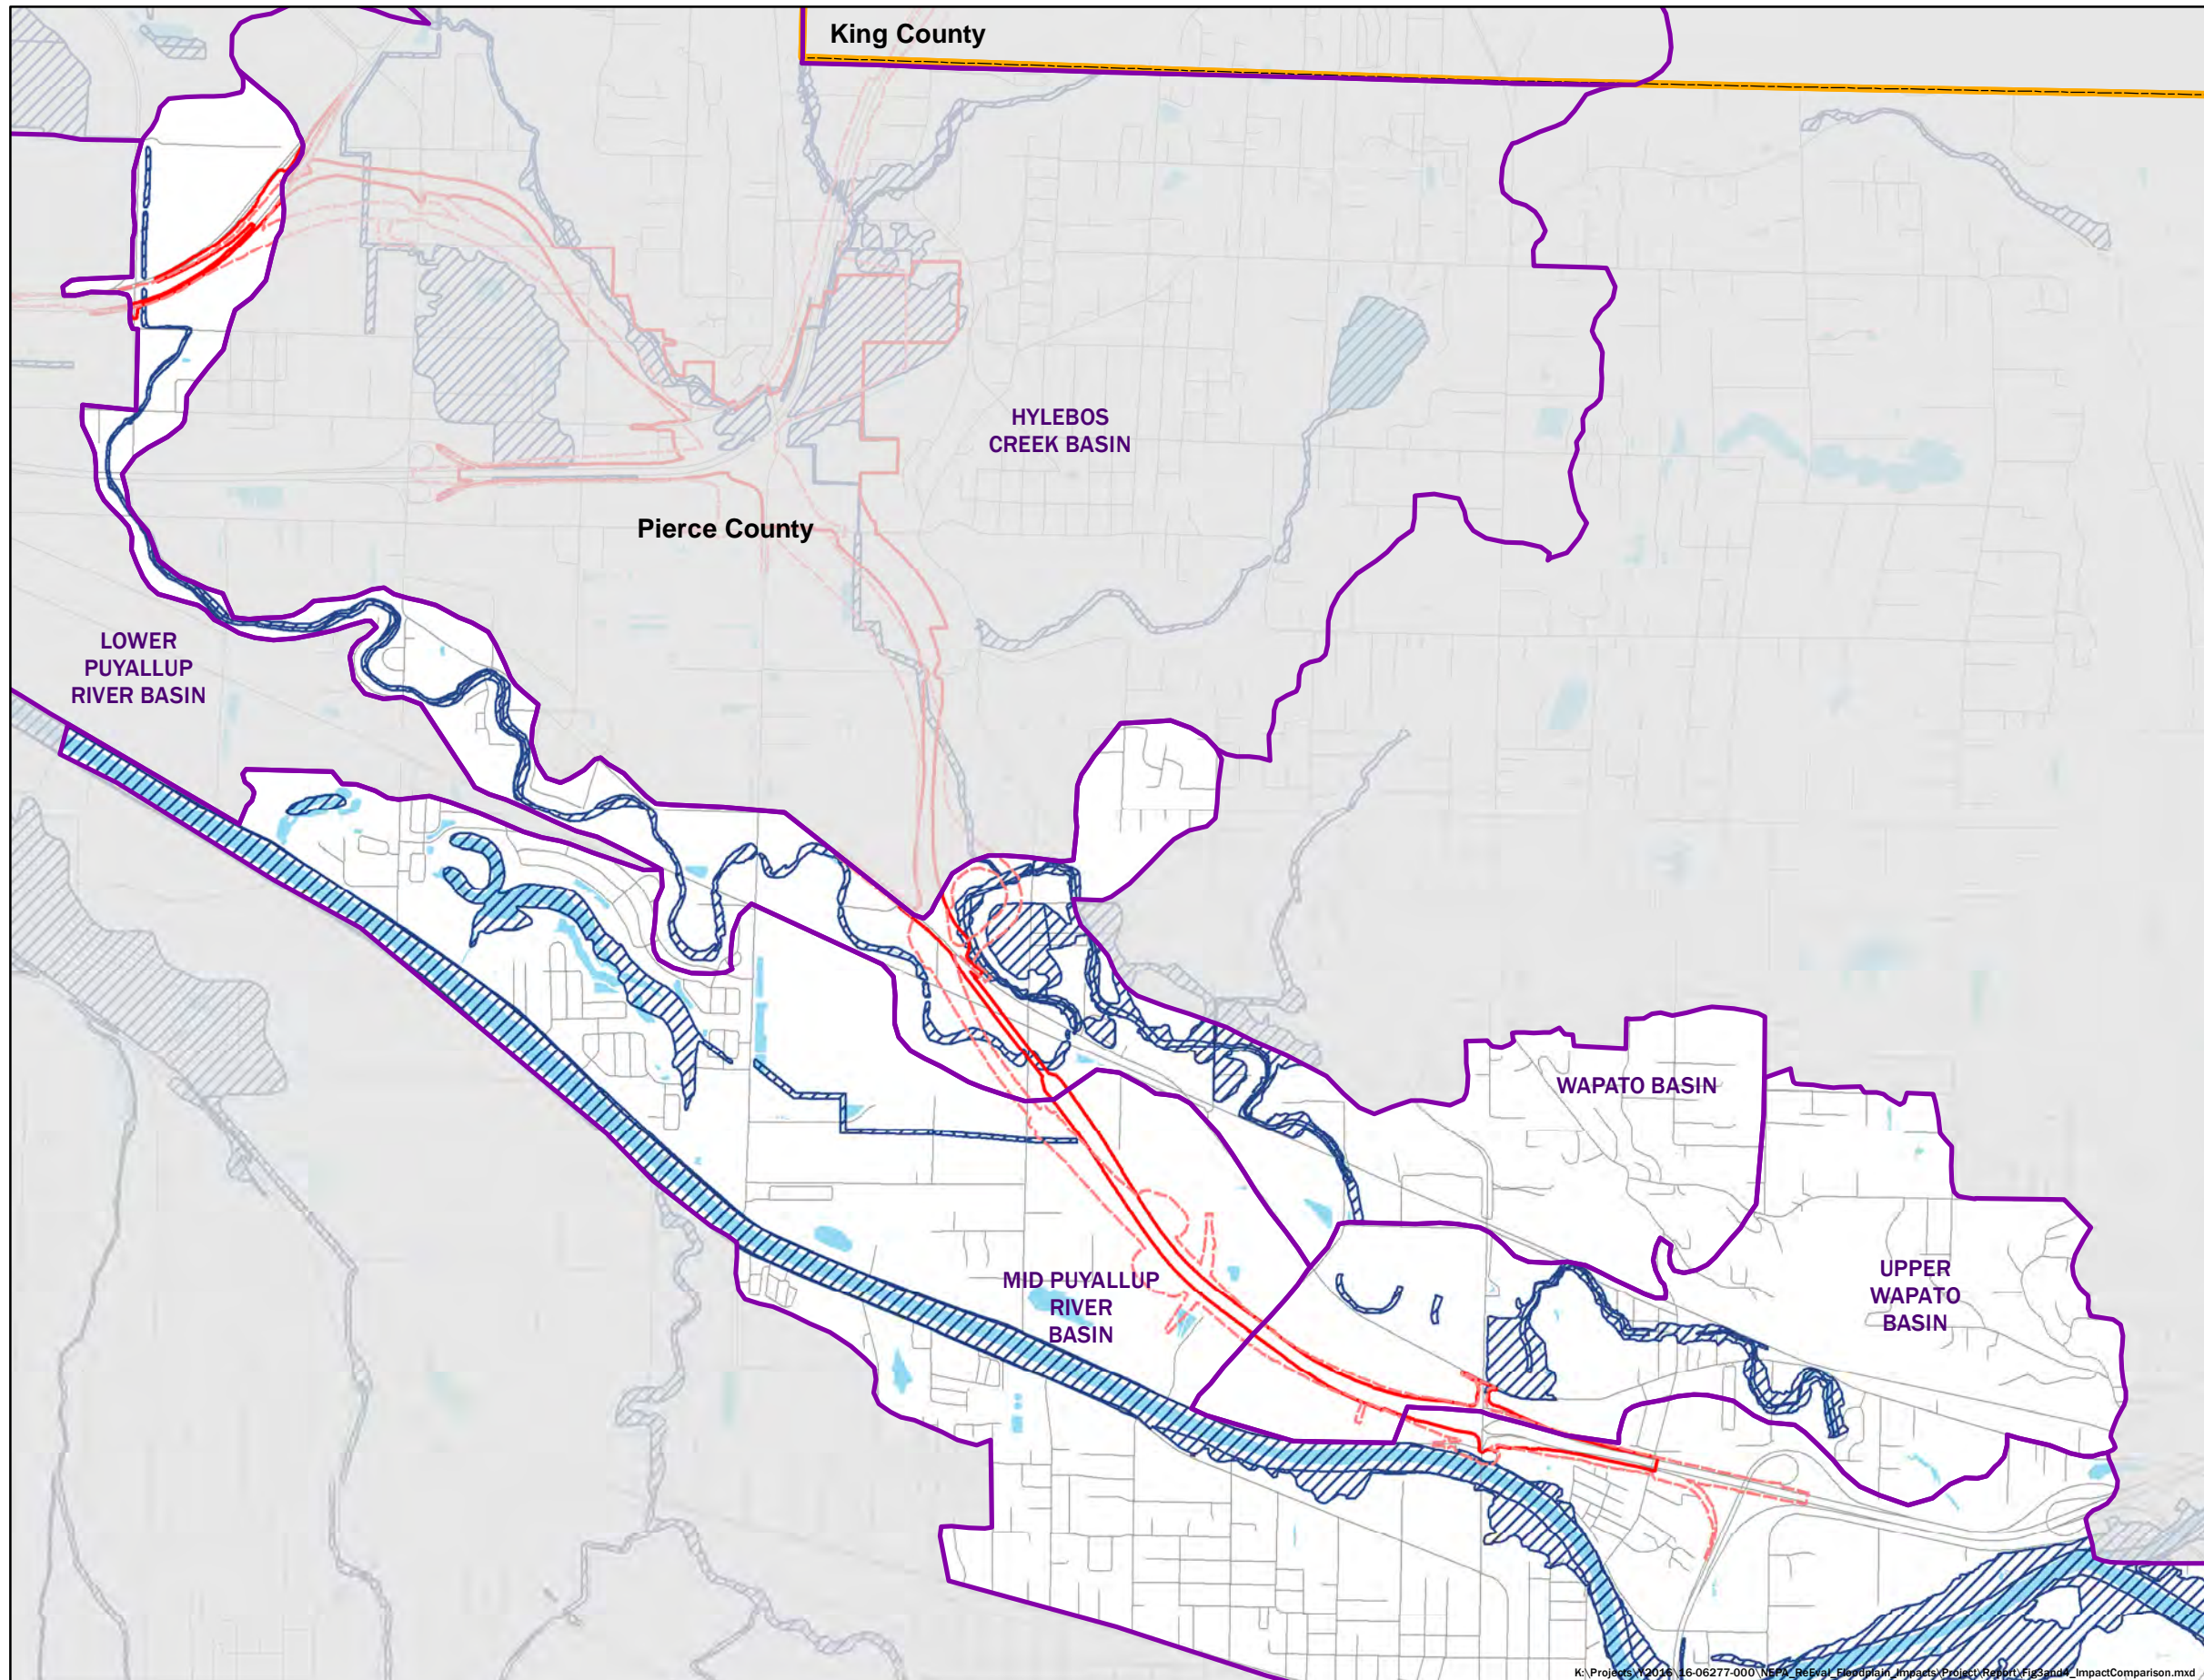 King County
HYLEBOS
CREEK BASIN
Pierce County
LOWER
PUYALLUP
RIVER BASIN
WAPATO BASIN
MID PUYALLUP
RIVER
BASIN
UPPER
WAPATO
BASIN
K:\Projects\Y2016\16-06277-000\NEPA_ReEval_Floodplain_Impacts\Project\Report\Fig3and4_ImpactComparison.mxd